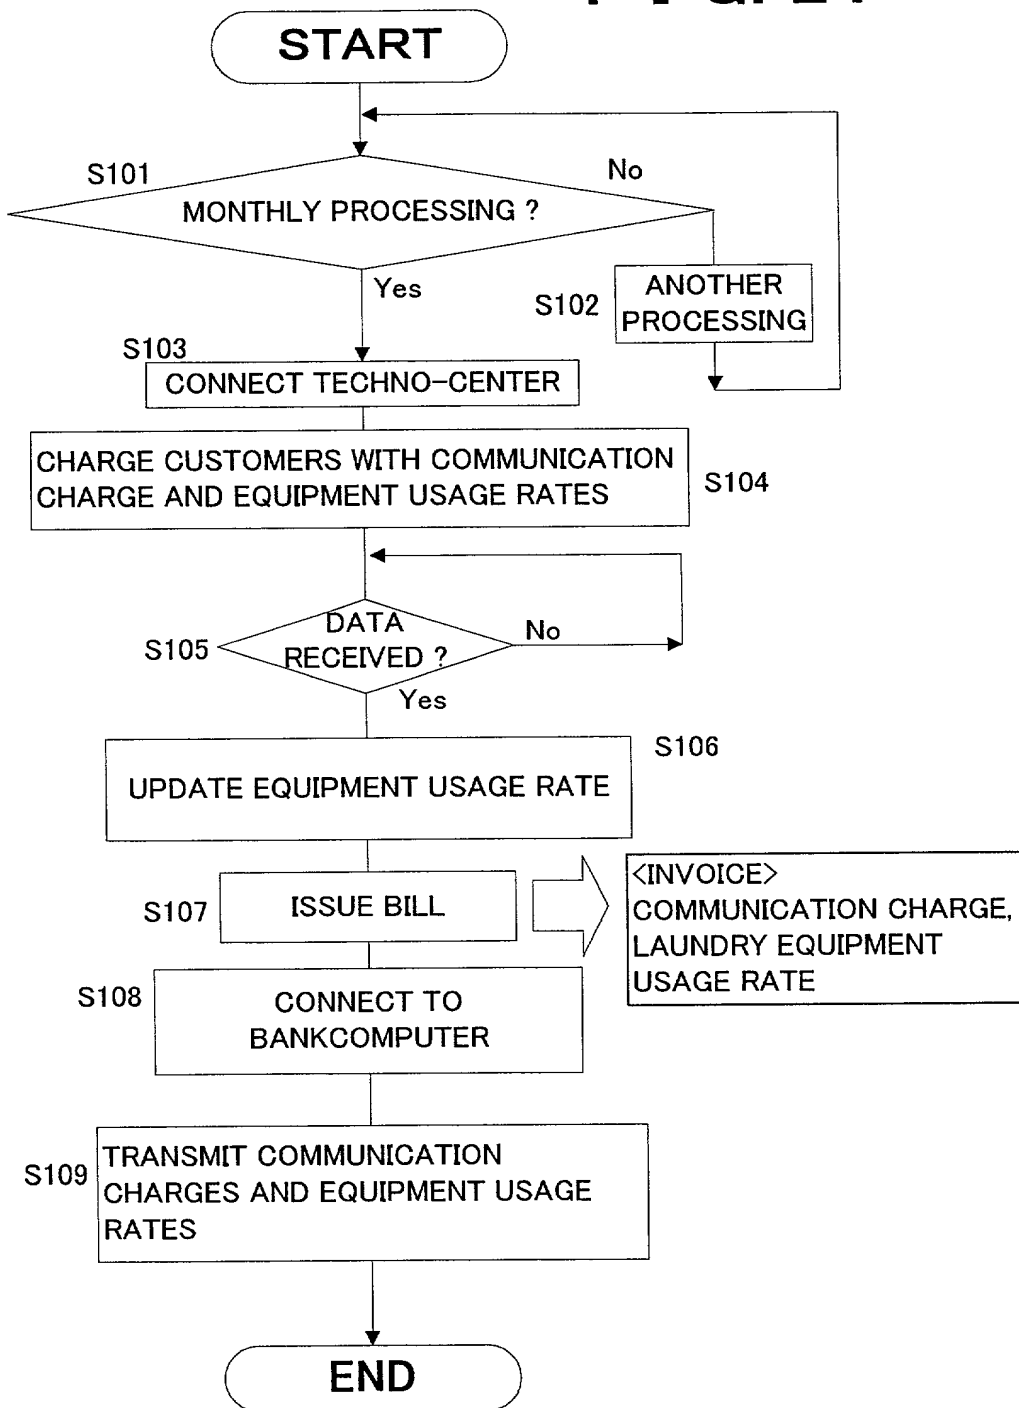 START
S101
No
MONTHLY PROCESSING ?
Yes
S102
ANOTHER
PROCESSING
S103
CONNECT TECHNO-CENTER
CHARGE CUSTOMERS WITH COMMUNICATION
CHARGE AND EQUIPMENT USAGE RATES
S104
S105
DATA
RECEIVED ?
No
Yes
S106
UPDATE EQUIPMENT USAGE RATE
S107
ISSUE BILL
<INVOICE>
COMMUNICATION CHARGE,
LAUNDRY EQUIPMENT
USAGE RATE
S108
CONNECT TO
BANKCOMPUTER
S109
TRANSMIT COMMUNICATION
CHARGES AND EQUIPMENT USAGE
RATES
END